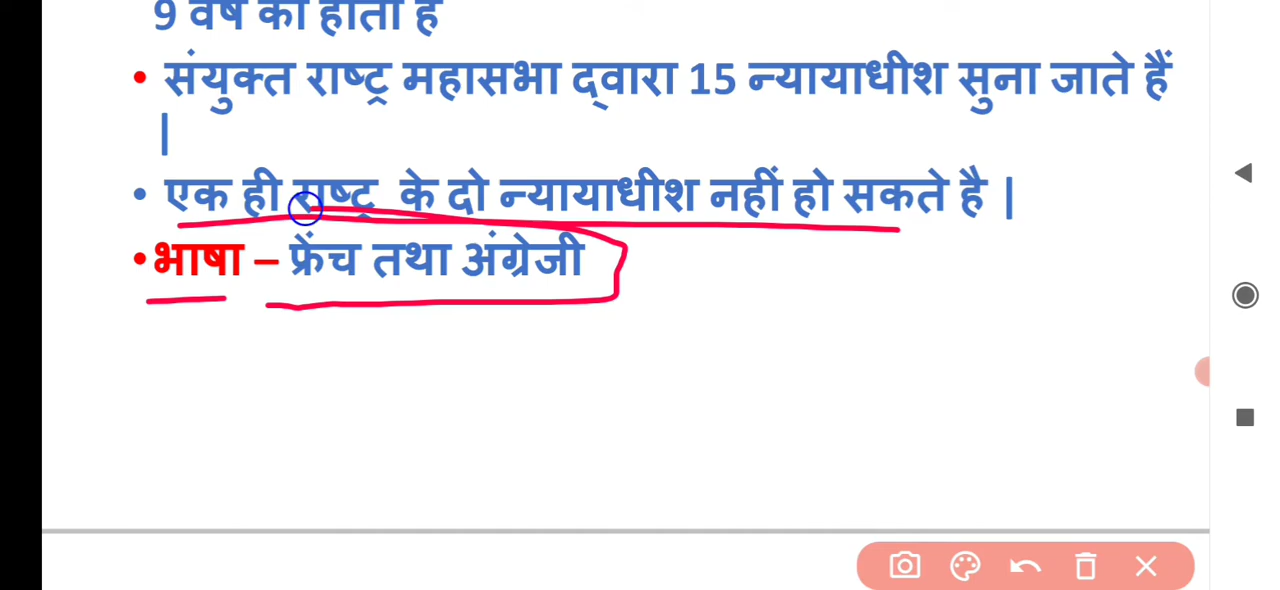 9 वर्ष का होता है
• संयुक्त राष्ट्र महासभा द्वारा 15 न्यायाधीश सुना जाते हैं
|
• एक ही राष्ट्र के दो न्यायाधीश नहीं हो सकते है |
• भाषा – फ्रेंच तथा अंग्रेजी